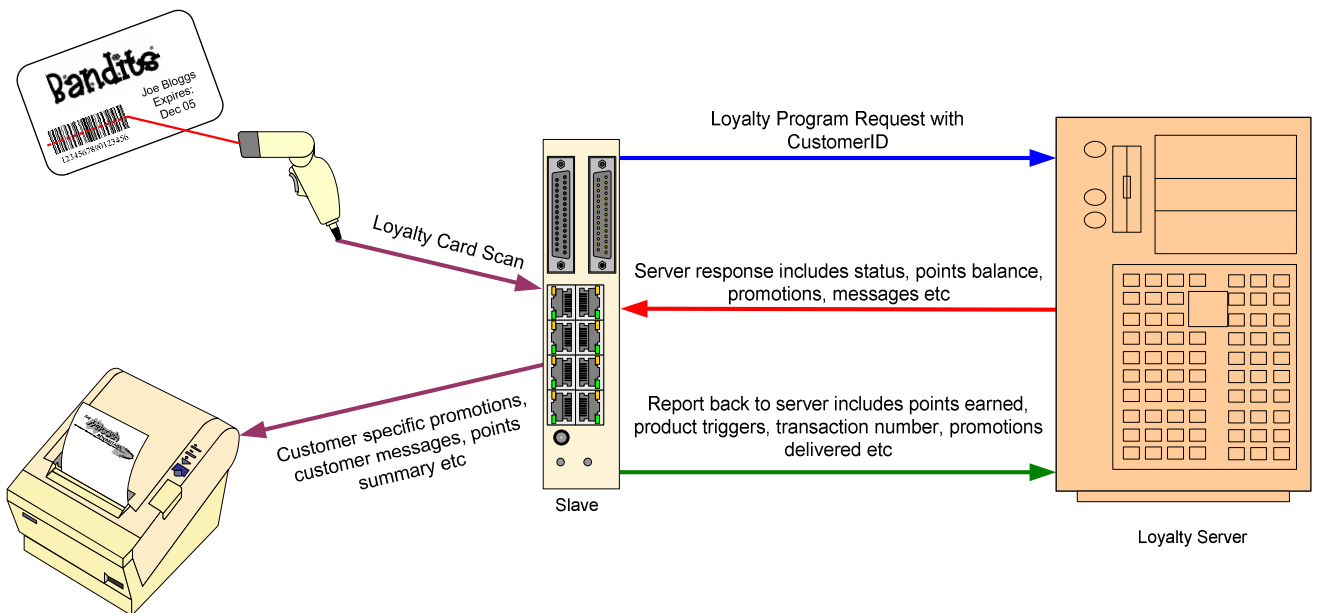 Bandits
Joe Bloggs
Expires:
Dec 05
1234567890123456
Loyalty Card Scan
Loyalty Program Request with
CustomerID
Server response includes status, points balance,
promotions, messages etc
Customer specific promotions,
customer messages, points
summary etc
Report back to server includes points earned,
product triggers, transaction number, promotions
delivered etc
Slave
Loyalty Server